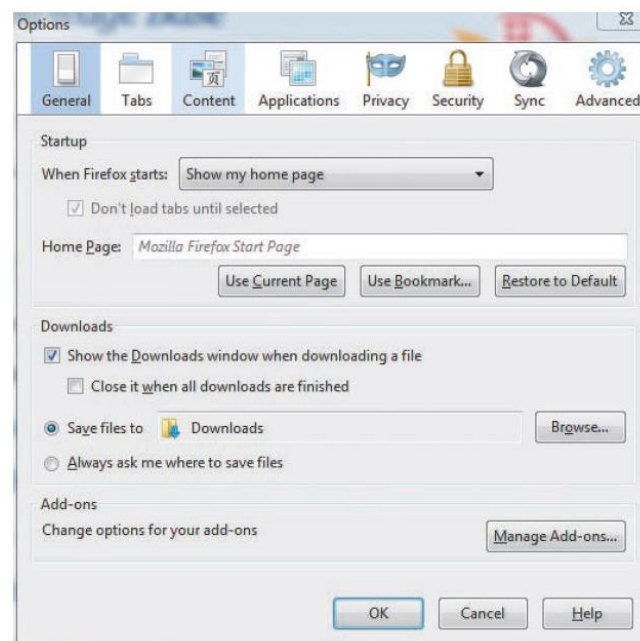 Options
General Tabs Content Applications Privacy Security Sync Advanced
Startup
When Firefox starts: Show my home page
Don't load tabs until selected
Home Page: Mozilla Firefox Start Page
Use Current Page Use Bookmark... Restore to Default
Downloads
Show the Downloads window when downloading a file
Close it when all downloads are finished
Save files to Downloads Browse...
Always ask me where to save files
Add-ons
Change options for your add-ons
Manage Add-ons...
OK Cancel Help